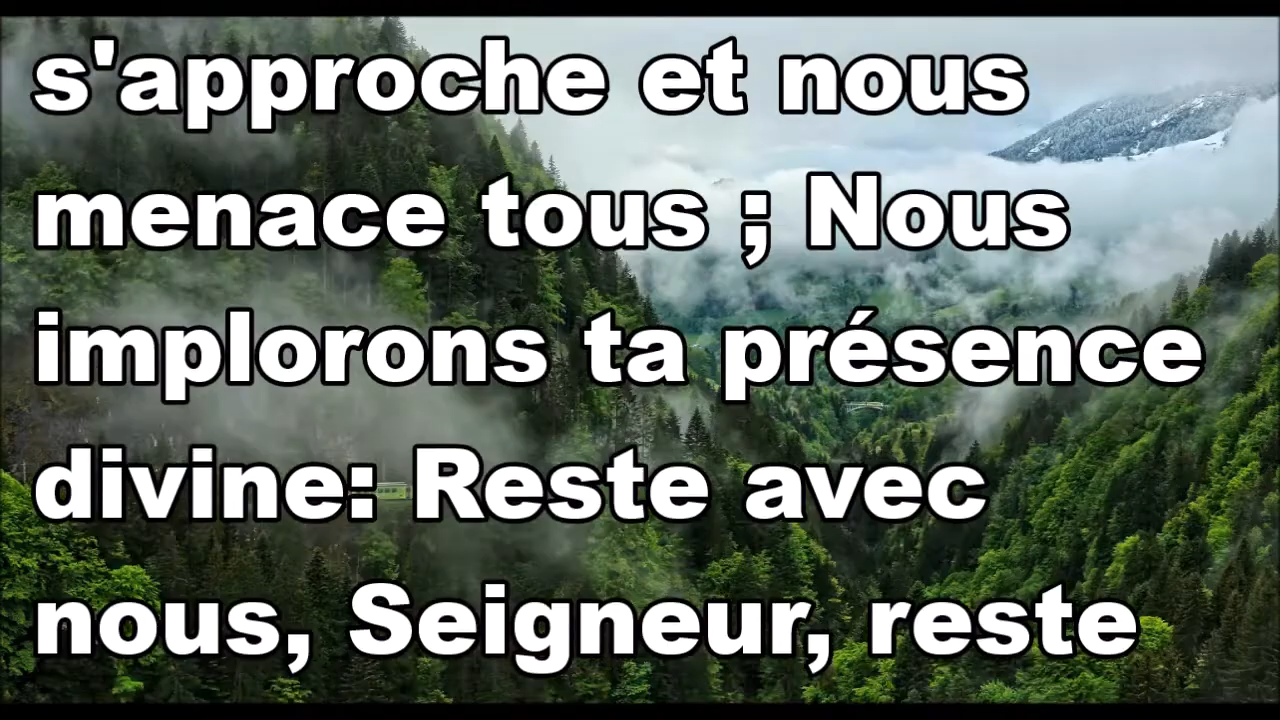 s'approche et nous
menace tous ; Nous
implorons ta présence
divine: Reste avec
nous, Seigneur, reste